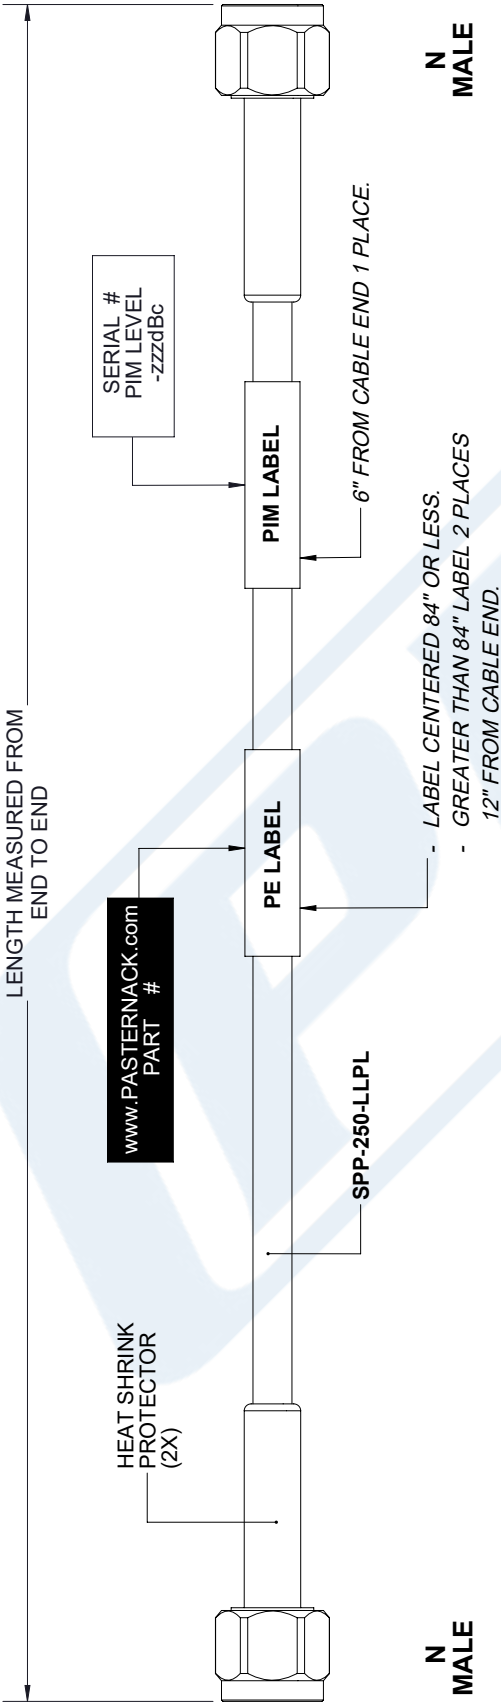 LENGTH MEASURED FROM
END TO END
HEAT SHRINK
PROTECTOR
(2X)
www.PASTERNACK.com
PART #
SERIAL #
PIM LEVEL
-zzzdBc
PE LABEL
PIM LABEL
SPP-250-LLPL
6" FROM CABLE END 1 PLACE.
- LABEL CENTERED 84" OR LESS.
- GREATER THAN 84" LABEL 2 PLACES
12" FROM CABLE END.
N
MALE
N
MALE